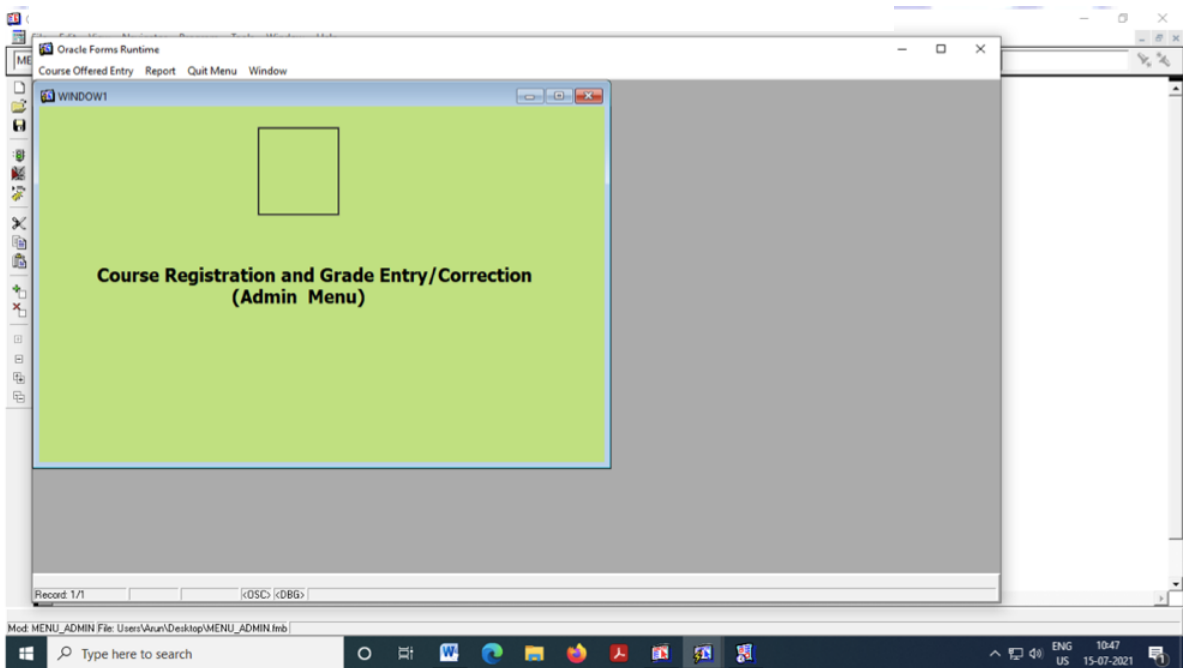 Oracle Forms Runtime
Course Offered Entry Report Quit Menu Window
WINDOW1
Course Registration and Grade Entry/Correction
(Admin Menu)
Record: 1/1 <OSC> <DBG>
Mod: MENU_ADMIN File: Users\Arun\Desktop\MENU_ADMIN.fmb
Type here to search
ENG 10:47
US 15-07-2021